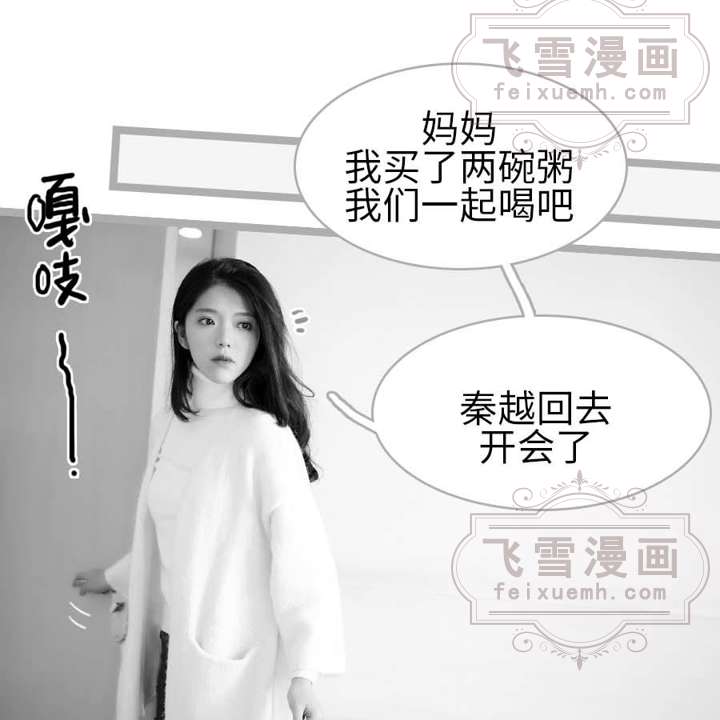 飞雪漫画
feixuemh.com
妈妈
我买了两碗粥
我们一起喝吧
嘎吱
秦越回去
开会了
飞雪漫画
feixuemh.com